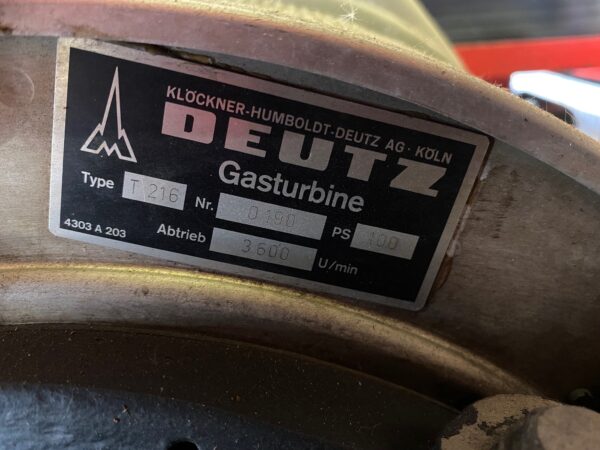 KLÖCKNER-HUMBOLDT-DEUTZ AG · KÖLN
DEUTZ
Gasturbine
Type T 216 Nr. 0190 PS 100
4303 A 203 Abtrieb 3600 U/min